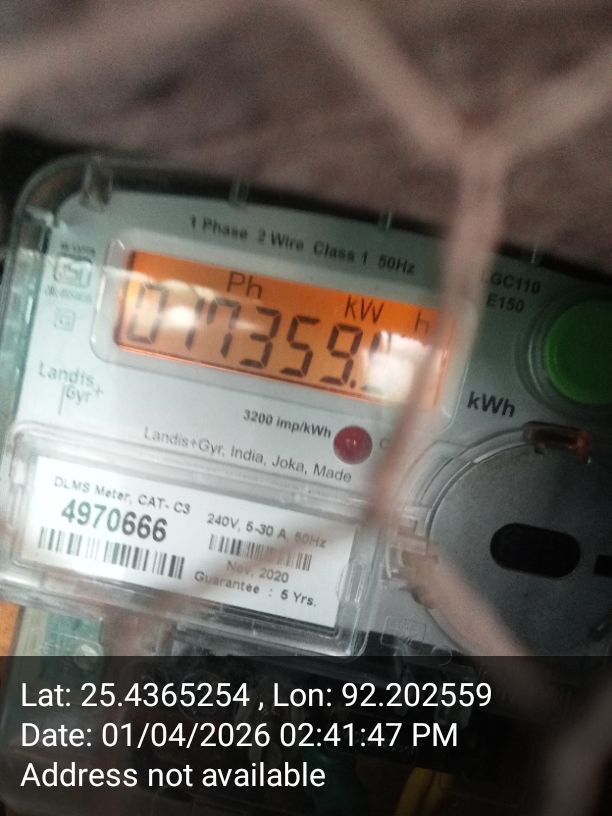 1 Phase 2 Wire Class 1 50Hz
Ph kW h
017359.
LGC110
E150
Landis
Gyr+
kWh
3200 imp/kWh
Landis+Gyr, India, Joka, Made
DLMS Meter, CAT- C3
4970666
240V, 5-30 A, 50Hz
Nov, 2020
Guarantee : 5 Yrs.
Lat: 25.4365254 , Lon: 92.202559
Date: 01/04/2026 02:41:47 PM
Address not available